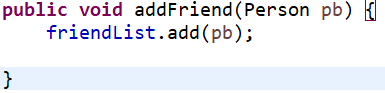 public void addFriend(Person pb) {
    friendList.add(pb);
}